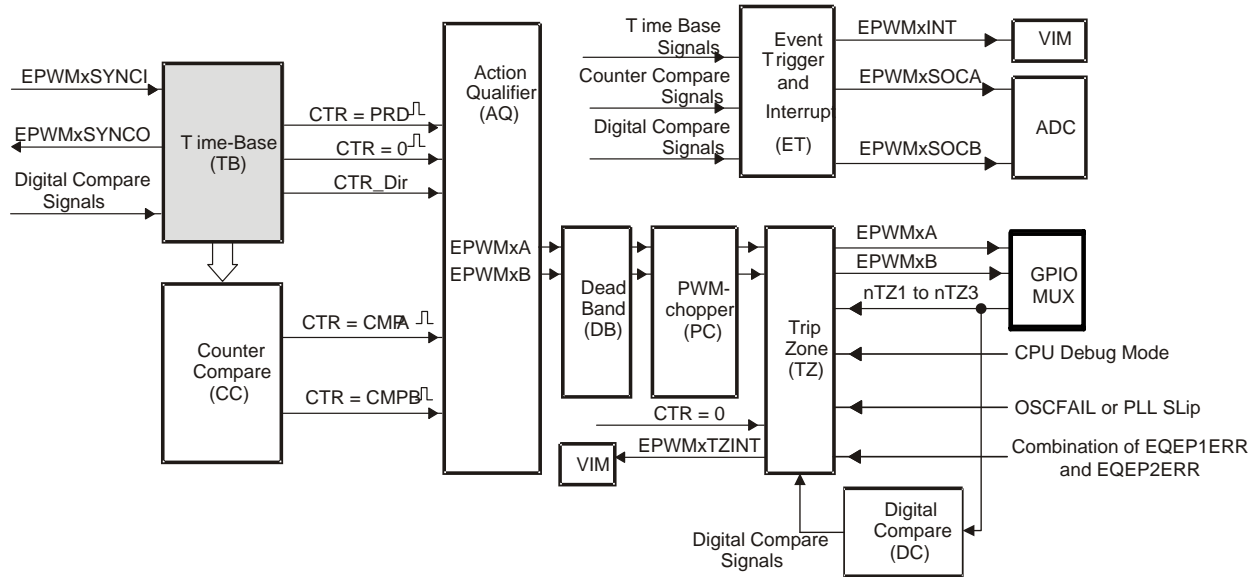 EPWMxSYNCI
EPWMxSYNCO
Digital Compare
Signals
Time-Base
(TB)
CTR = PRD
CTR = 0
CTR_Dir
Counter
Compare
(CC)
CTR = CMPA
CTR = CMPB
Action
Qualifier
(AQ)
EPWMxA
EPWMxB
Time Base
Signals
Counter Compare
Signals
Digital Compare
Signals
Event
Trigger
and
Interrupt
(ET)
EPWMxINT
EPWMxSOCA
EPWMxSOCB
VIM
ADC
Dead
Band
(DB)
PWM-
chopper
(PC)
Trip
Zone
(TZ)
EPWMxA
EPWMxB
nTZ1 to nTZ3
GPIO
MUX
CPU Debug Mode
OSCFAIL or PLL SLip
Combination of EQEP1ERR
and EQEP2ERR
CTR = 0
EPWMxTZINT
VIM
Digital Compare
Signals
Digital
Compare
(DC)